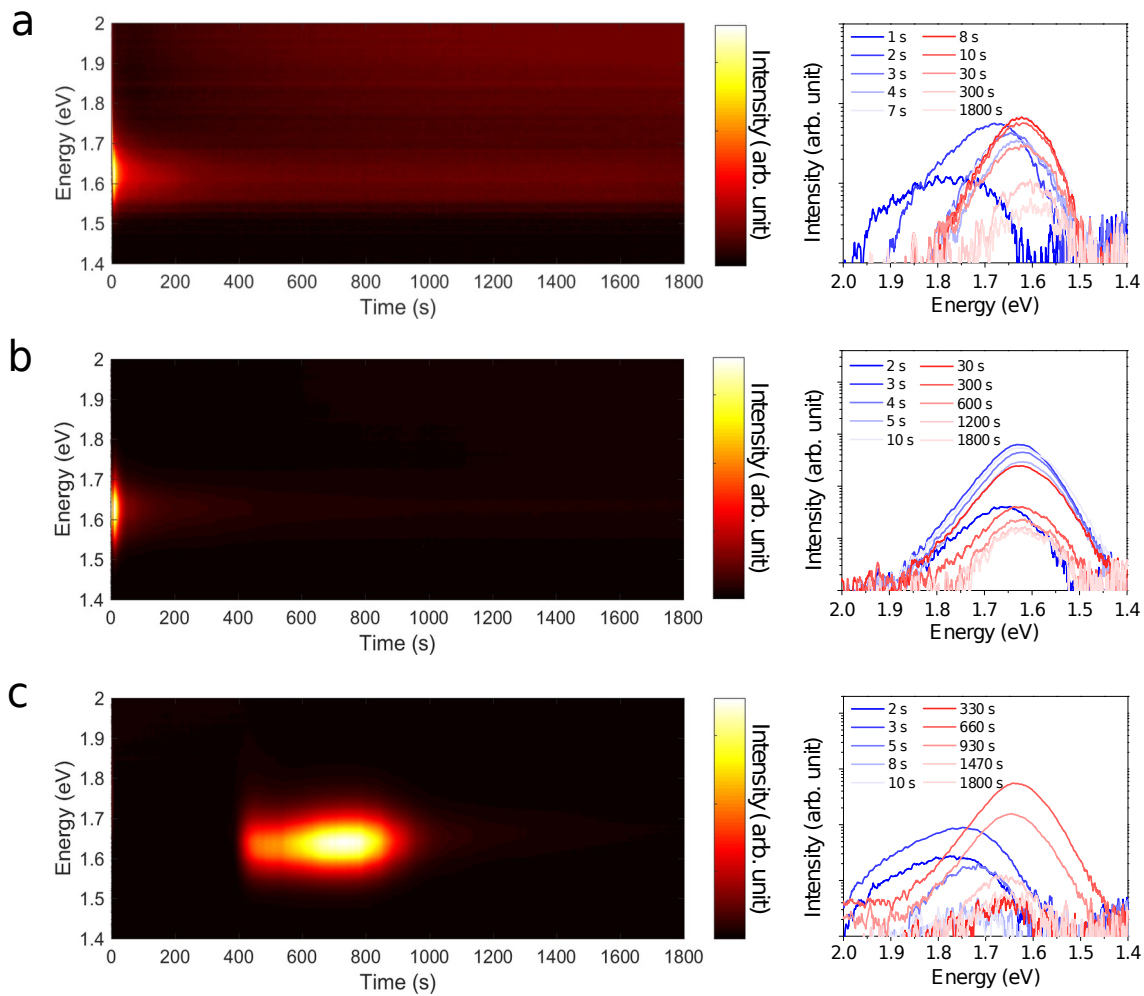 a
2
1.9
1.8
1.7
1.6
1.5
1.4
Energy (eV)
0 200 400 600 800 1000 1200 1400 1600 1800
Time (s)
Intensity (arb. unit)
1 s 8 s
2 s 10 s
3 s 30 s
4 s 300 s
7 s 1800 s
Intensity (arb. unit)
2.0 1.9 1.8 1.7 1.6 1.5 1.4
Energy (eV)
b
2
1.9
1.8
1.7
1.6
1.5
1.4
Energy (eV)
0 200 400 600 800 1000 1200 1400 1600 1800
Time (s)
Intensity (arb. unit)
2 s 30 s
3 s 300 s
4 s 600 s
5 s 1200 s
10 s 1800 s
Intensity (arb. unit)
2.0 1.9 1.8 1.7 1.6 1.5 1.4
Energy (eV)
c
2
1.9
1.8
1.7
1.6
1.5
1.4
Energy (eV)
0 200 400 600 800 1000 1200 1400 1600 1800
Time (s)
Intensity (arb. unit)
2 s 330 s
3 s 660 s
5 s 930 s
8 s 1470 s
10 s 1800 s
Intensity (arb. unit)
2.0 1.9 1.8 1.7 1.6 1.5 1.4
Energy (eV)